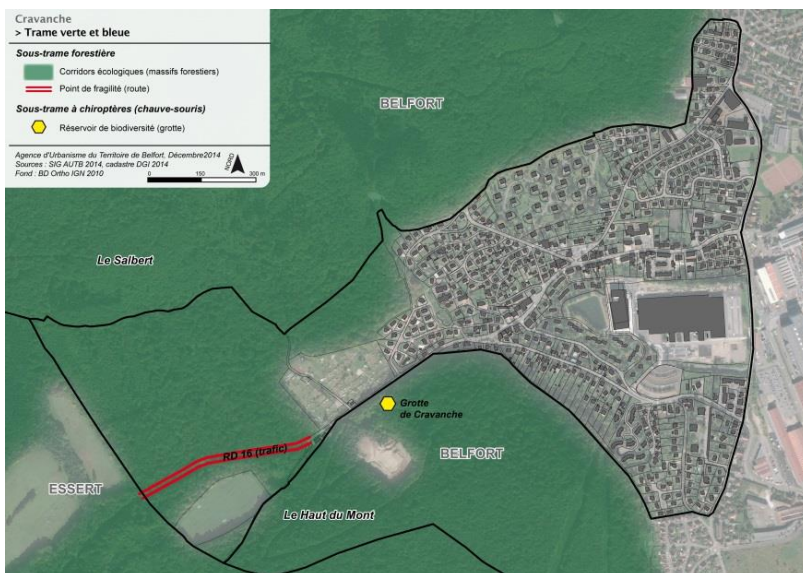 Cravanche
> Trame verte et bleue
Sous-trame forestière
Corridors écologiques (massifs forestiers)
Point de fragilité (route)
Sous-trame à chiroptères (chauve-souris)
Réservoir de biodiversité (grotte)
Agence d'Urbanisme du Territoire de Belfort, Décembre2014
Sources : SIG AUTB 2014, cadastre DGI 2014
Fond : BD Ortho IGN 2010
NORD
0 150 300 m
BELFORT
Le Salbert
Grotte
de Cravanche
RD 16 (trafic)
BELFORT
ESSERT
Le Haut du Mont